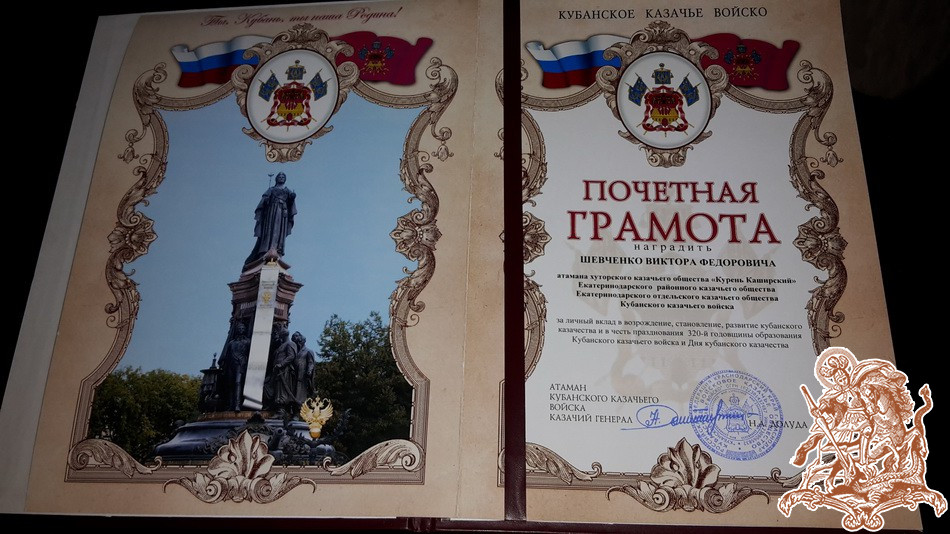 Ты, Кубань, ты наша Родина!
КУБАНСКОЕ КАЗАЧЬЕ ВОЙСКО
ПОЧЕТНАЯ
ГРАМОТА
наградить
ШЕВЧЕНКО ВИКТОРА ФЕДОРОВИЧА
атамана хуторского казачьего общества «Курень Каширский»
Екатеринодарского районного казачьего общества
Екатеринодарского отдельского казачьего общества
Кубанского казачьего войска
за личный вклад в возрождение, становление, развитие кубанского
казачества и в честь празднования 320-й годовщины образования
Кубанского казачьего войска и Дня кубанского казачества
АТАМАН
КУБАНСКОГО КАЗАЧЬЕГО
ВОЙСКА
КАЗАЧИЙ ГЕНЕРАЛ Н.А. ДОЛУДА